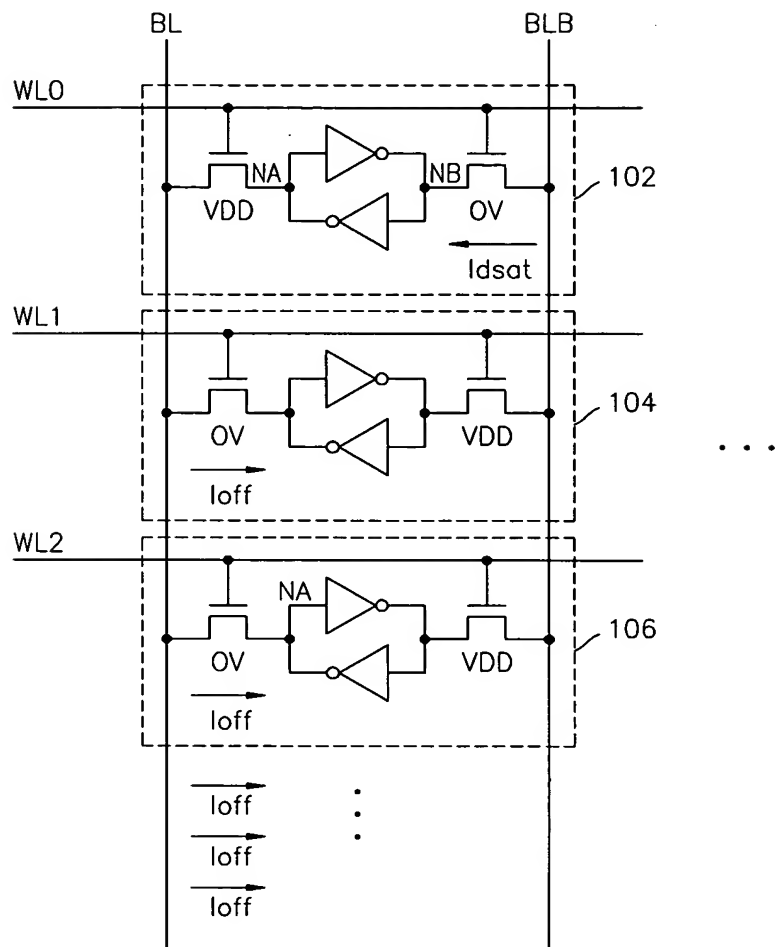 BL BLB
WL0
NA NB 102
VDD 0V
Idsat
WL1
104
0V VDD
Ioff
WL2
NA
106
0V VDD
Ioff
Ioff
Ioff
Ioff